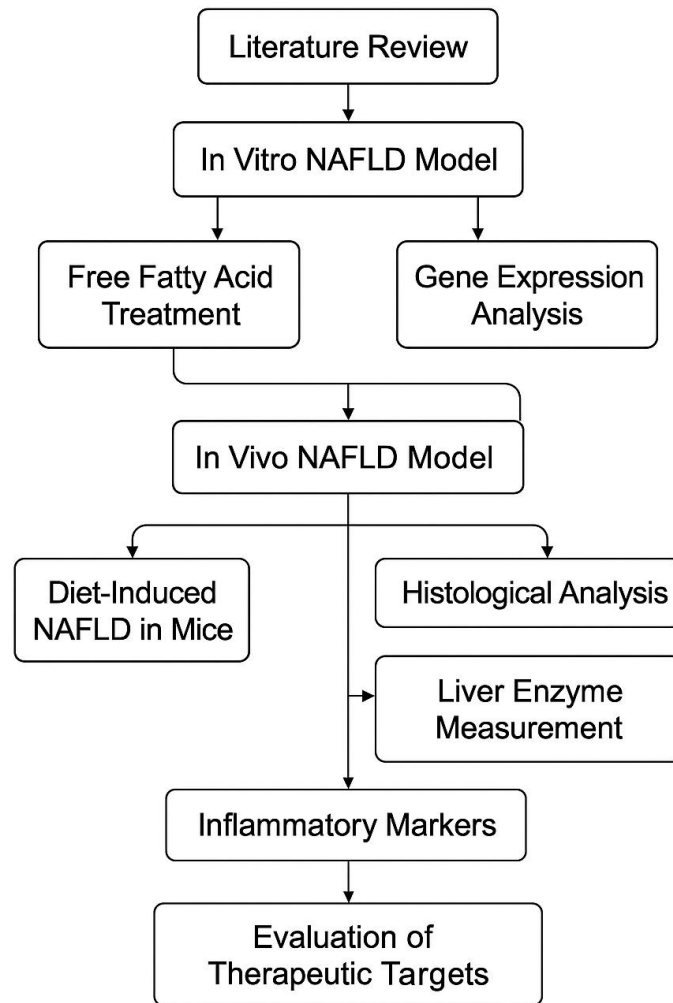 Literature Review
In Vitro NAFLD Model
Free Fatty Acid
Treatment
Gene Expression
Analysis
In Vivo NAFLD Model
Diet-Induced
NAFLD in Mice
Histological Analysis
Liver Enzyme
Measurement
Inflammatory Markers
Evaluation of
Therapeutic Targets